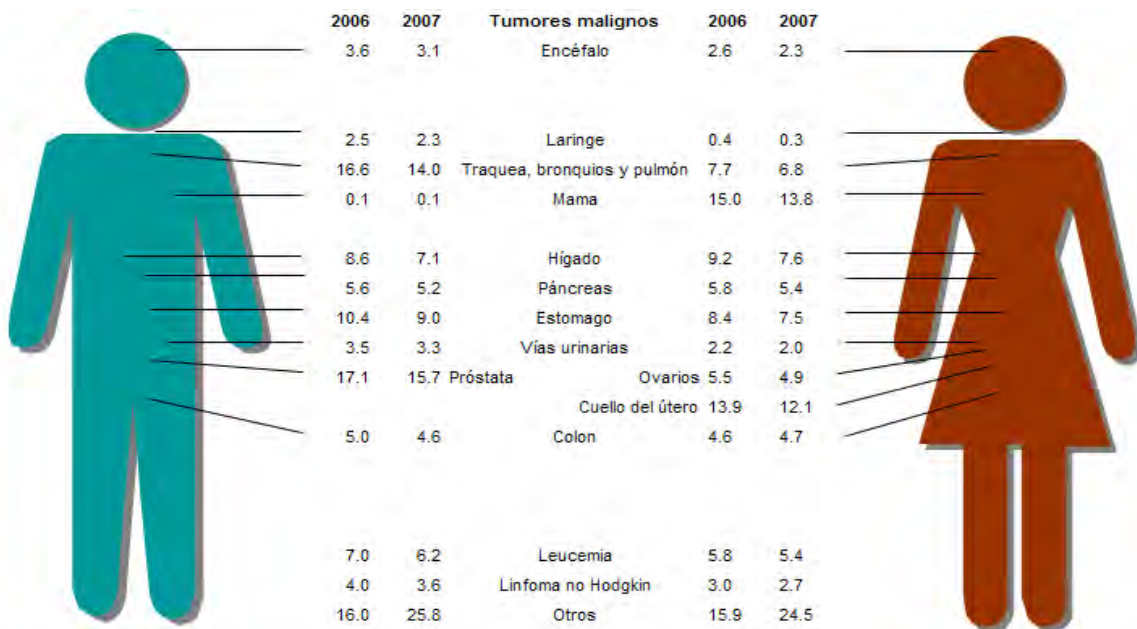 2006 2007 Tumores malignos 2006 2007
3.6 3.1 Encéfalo 2.6 2.3
2.5 2.3 Laringe 0.4 0.3
16.6 14.0 Traquea, bronquios y pulmón 7.7 6.8
0.1 0.1 Mama 15.0 13.8
8.6 7.1 Hígado 9.2 7.6
5.6 5.2 Páncreas 5.8 5.4
10.4 9.0 Estomago 8.4 7.5
3.5 3.3 Vías urinarias 2.2 2.0
17.1 15.7 Próstata Ovarios 5.5 4.9
Cuello del útero 13.9 12.1
5.0 4.6 Colon 4.6 4.7
7.0 6.2 Leucemia 5.8 5.4
4.0 3.6 Linfoma no Hodgkin 3.0 2.7
16.0 25.8 Otros 15.9 24.5